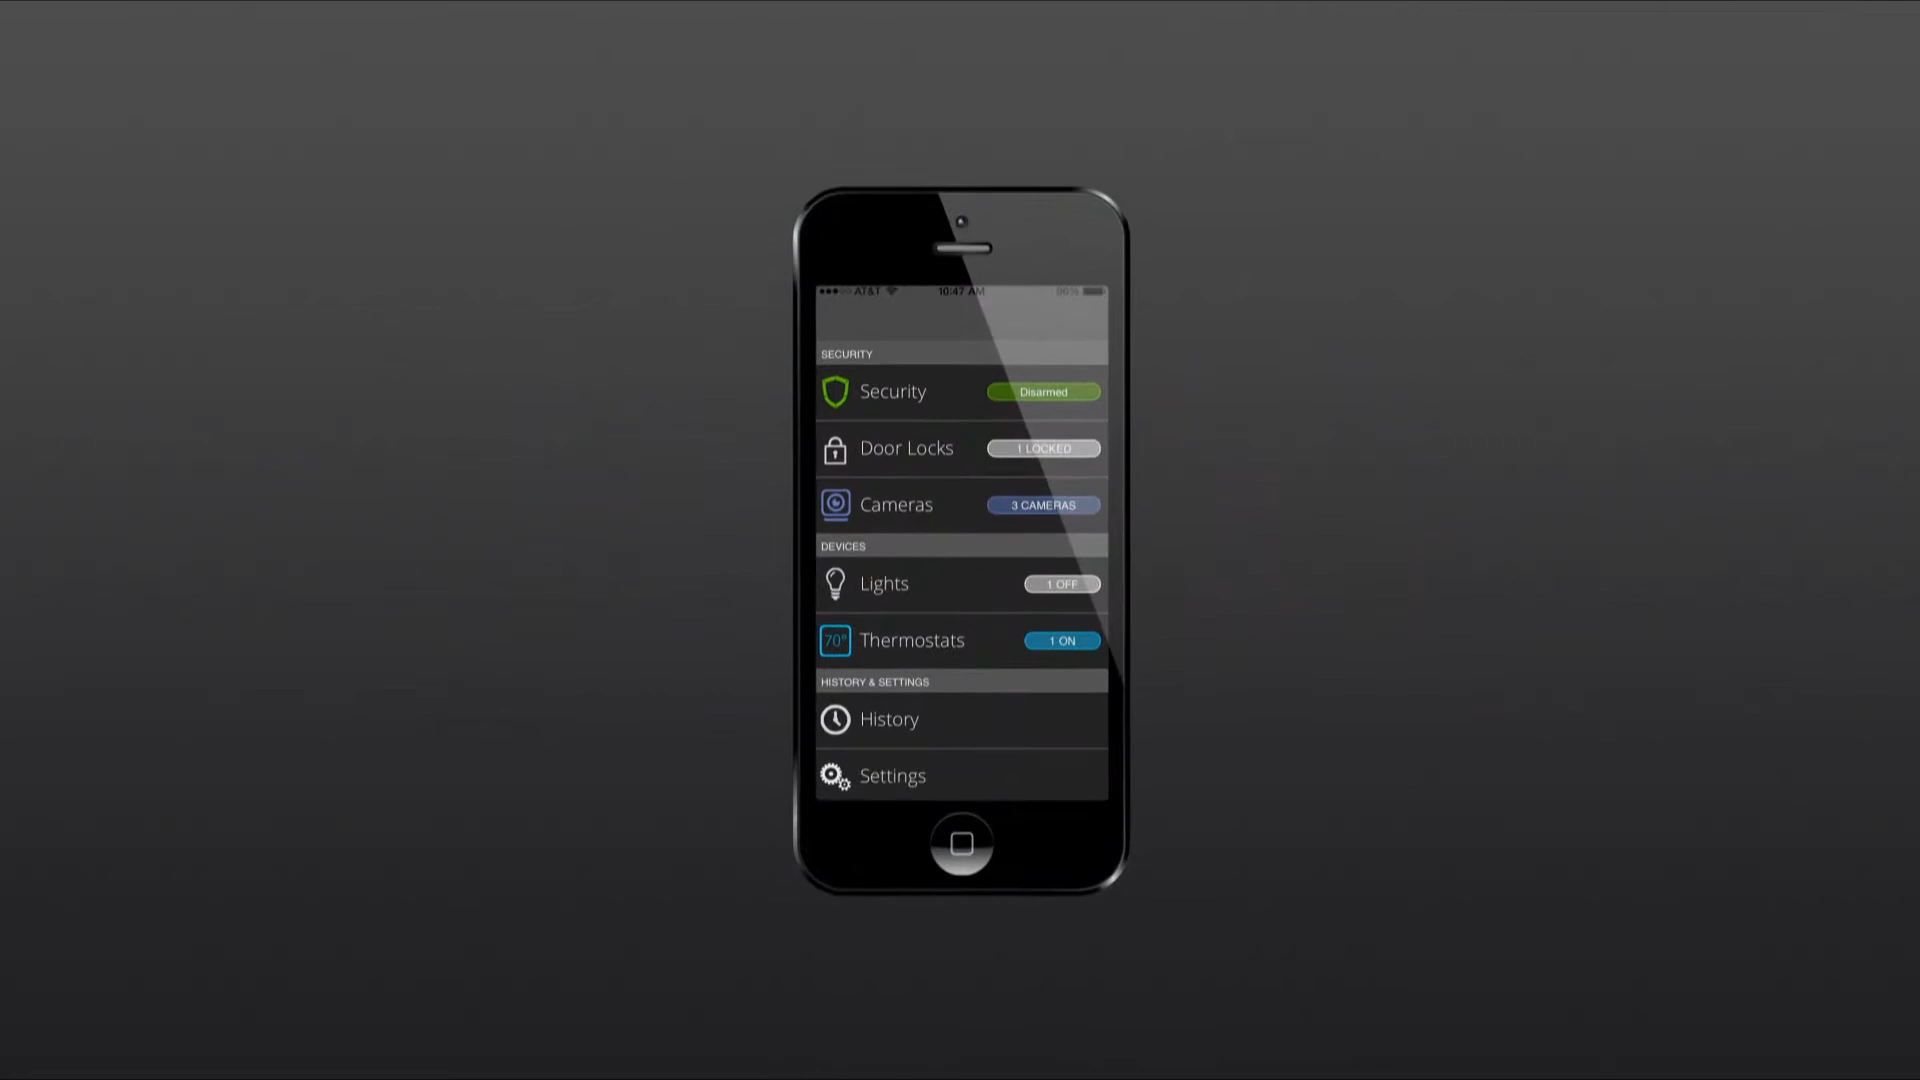 AT&T 10:47 AM 96%
SECURITY
Security Disarmed
Door Locks 1 LOCKED
Cameras 3 CAMERAS
DEVICES
Lights 1 OFF
70° Thermostats 1 ON
HISTORY & SETTINGS
History
Settings